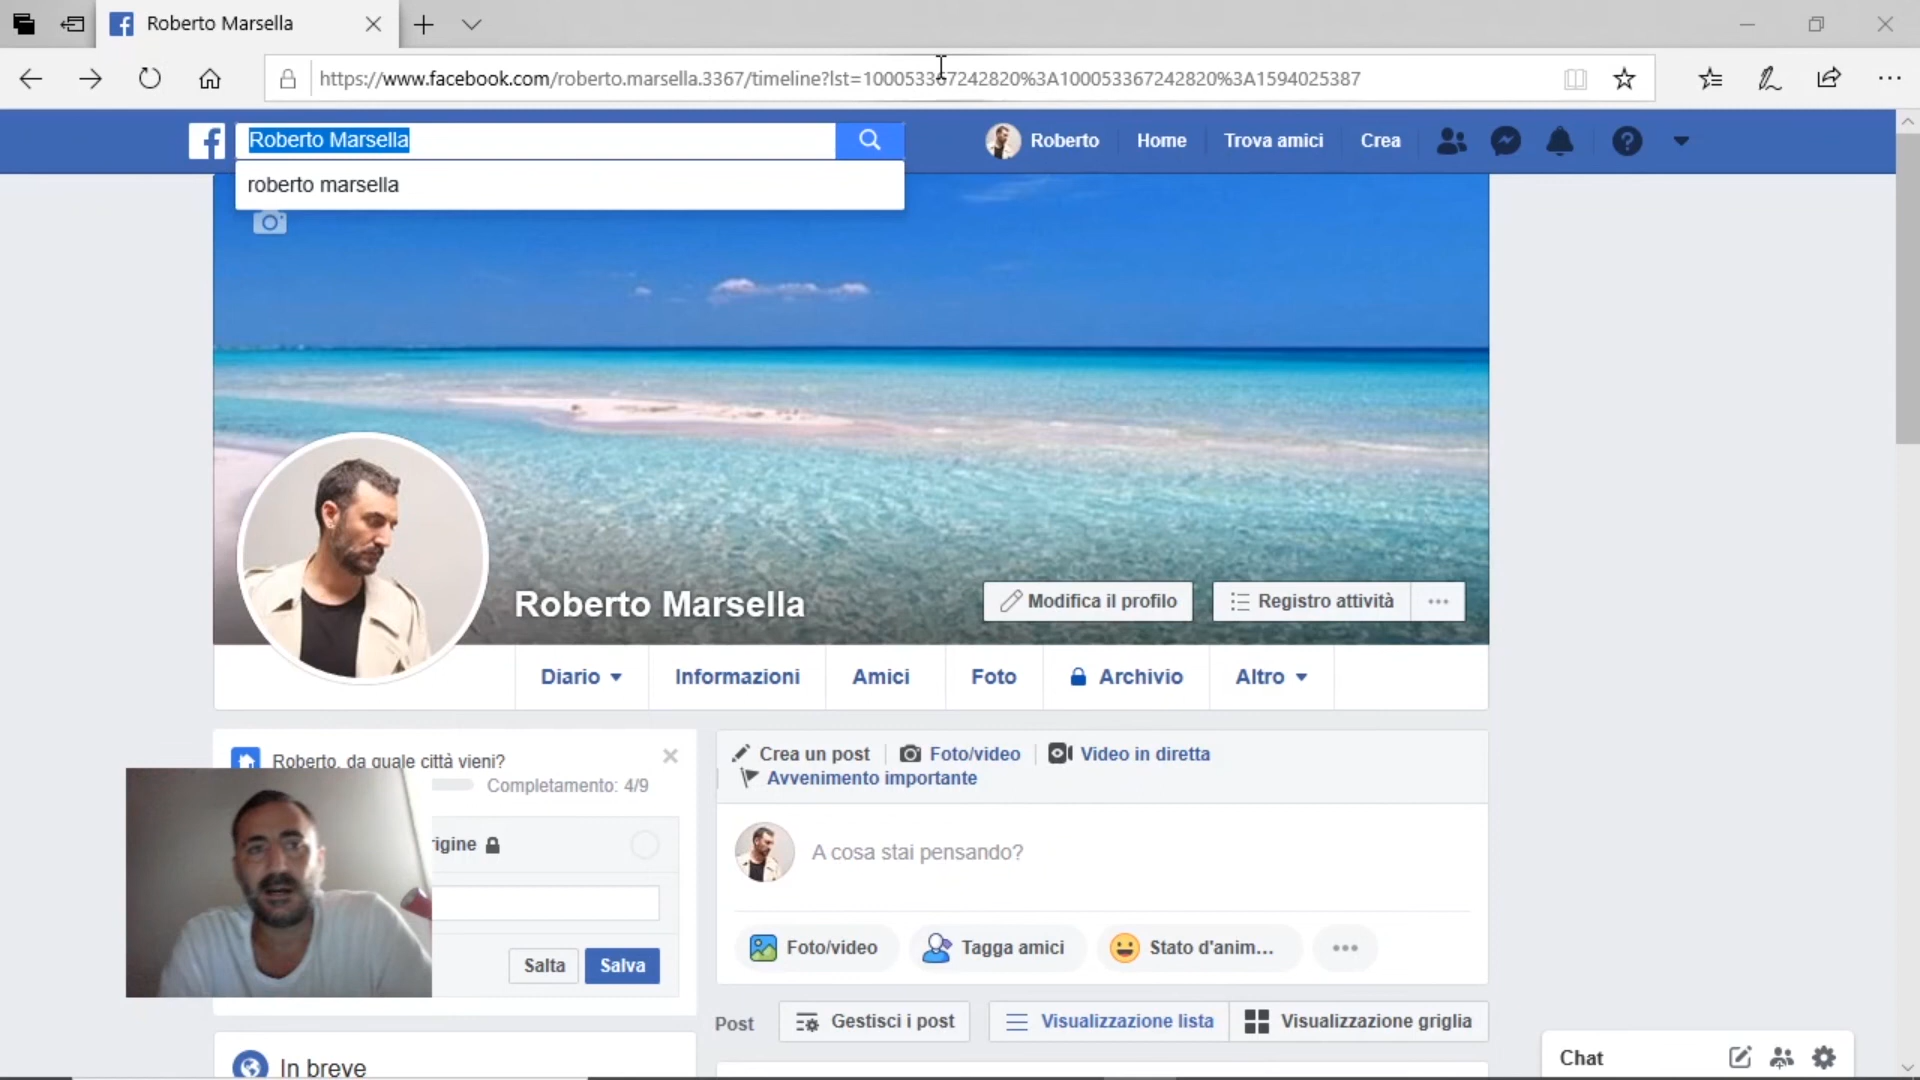 Roberto Marsella
https://www.facebook.com/roberto.marsella.3367/timeline?lst=100053367242820%3A100053367242820%3A1594025387
Roberto Marsella
Roberto
Home
Trova amici
Crea
roberto marsella
Roberto Marsella
Modifica il profilo
Registro attività
Diario
Informazioni
Amici
Foto
Archivio
Altro
Roberto, da quale città vieni?
Completamento: 4/9
rigine
Salta
Salva
In breve
Crea un post
Foto/video
Video in diretta
Avvenimento importante
A cosa stai pensando?
Foto/video
Tagga amici
Stato d'anim...
Post
Gestisci i post
Visualizzazione lista
Visualizzazione griglia
Chat